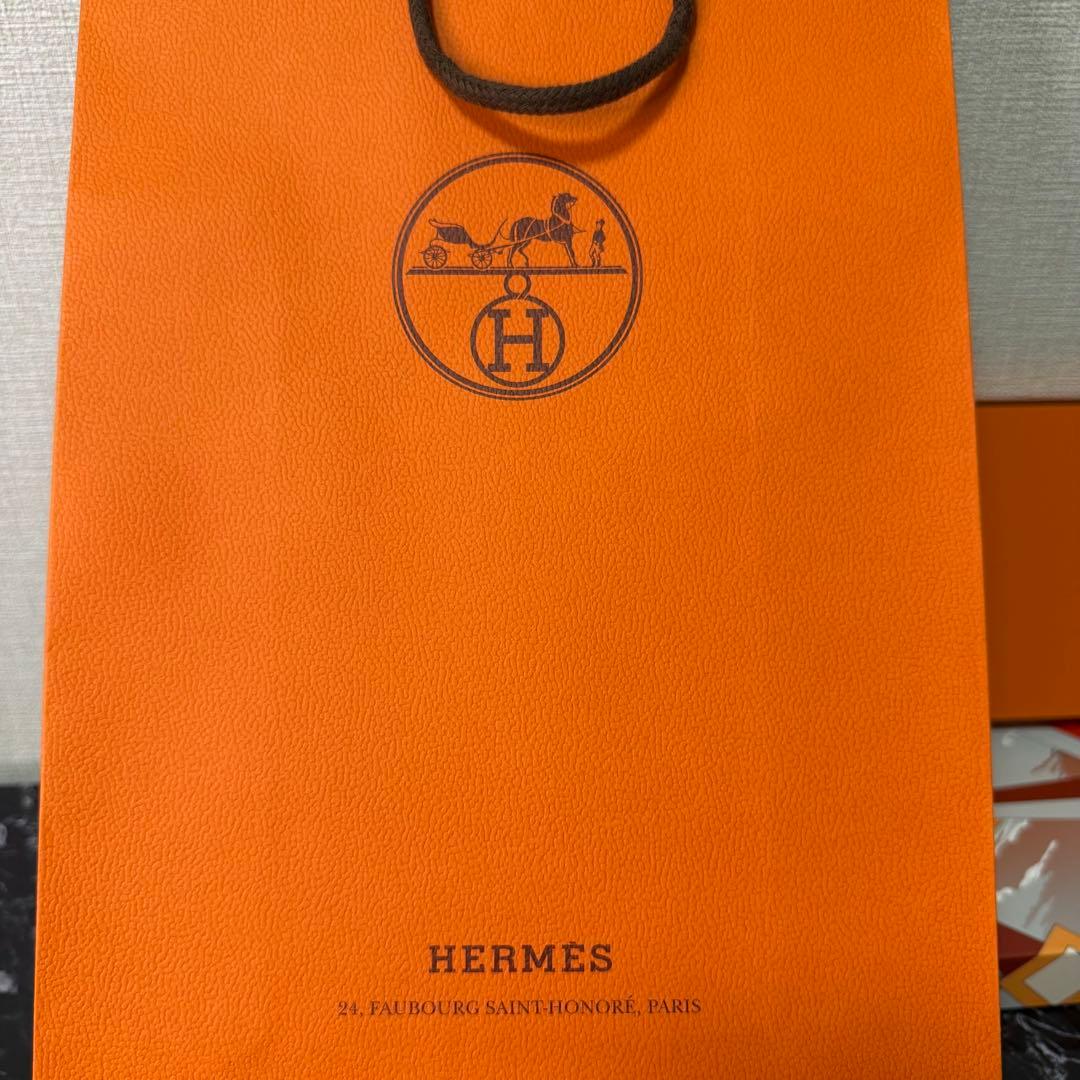 H
HERMÈS
24, FAUBOURG SAINT-HONORÉ, PARIS